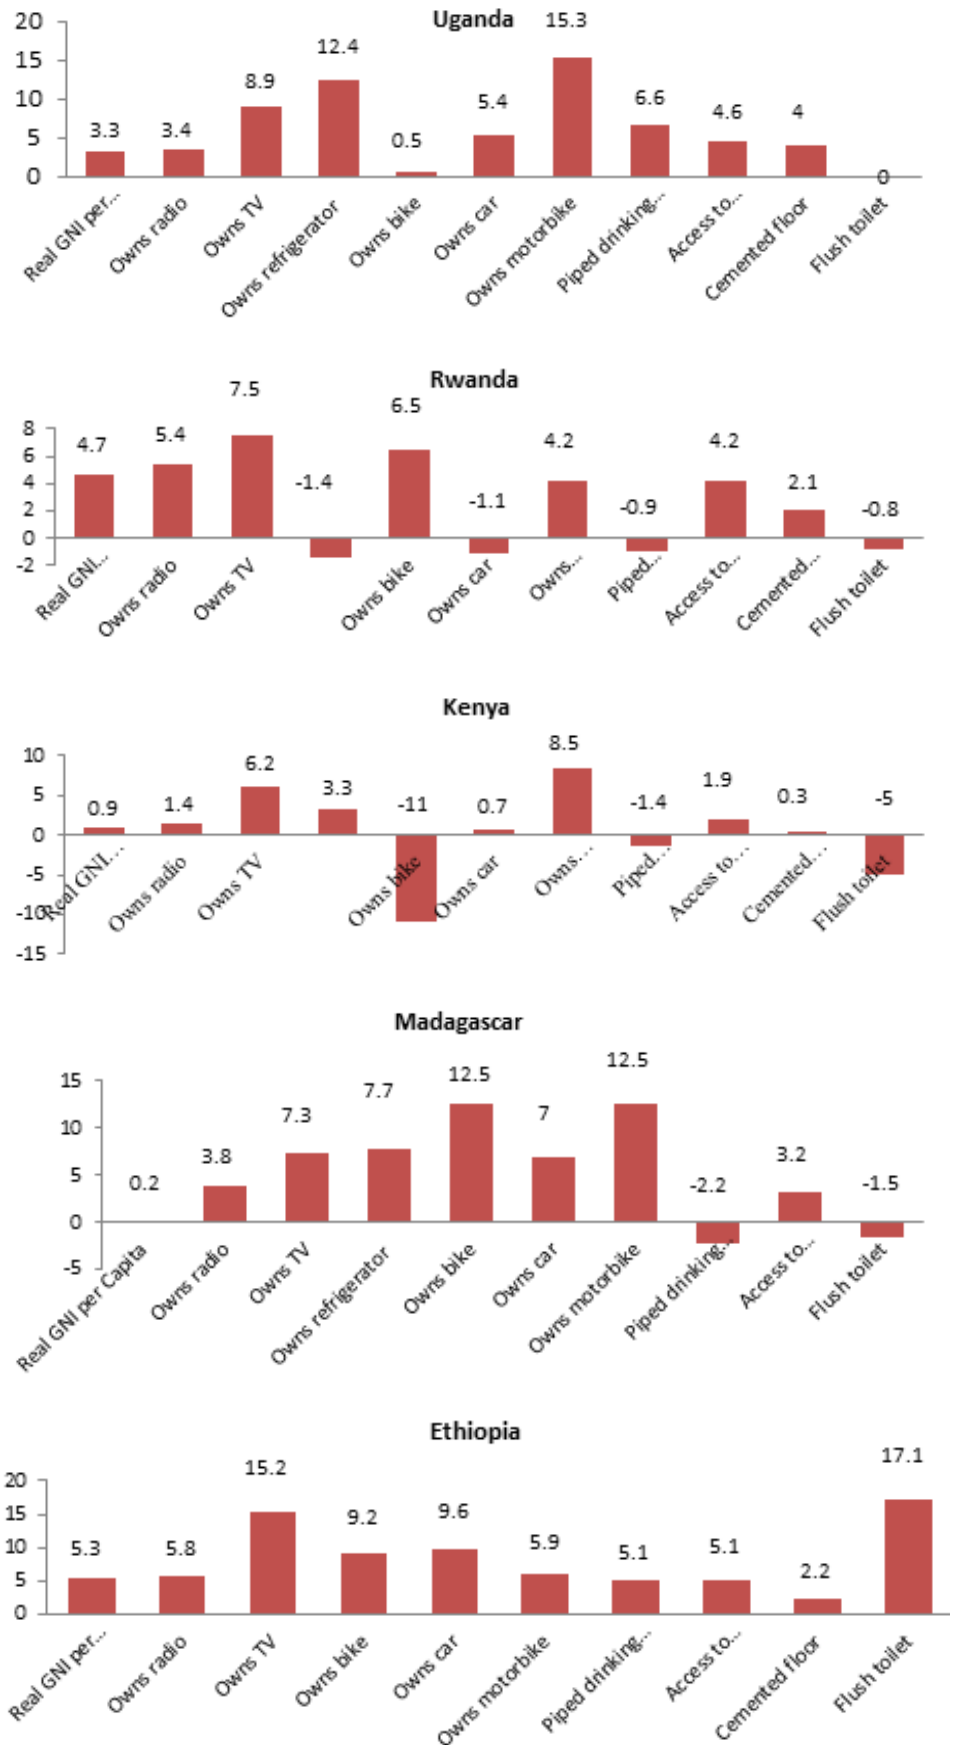 Uganda
20
15
10
5
0
3.3
3.4
8.9
12.4
0.5
5.4
15.3
6.6
4.6
4
0
Real GNI per...
Owns radio
Owns TV
Owns refrigerator
Owns bike
Owns car
Owns motorbike
Piped drinking...
Access to...
Cemented floor
Flush toilet
Rwanda
8
6
4
2
0
-2
4.7
5.4
7.5
-1.4
6.5
-1.1
4.2
-0.9
4.2
2.1
-0.8
Real GNI...
Owns radio
Owns TV
Owns bike
Owns car
Owns...
Piped...
Access to...
Cemented...
Flush toilet
Kenya
10
5
0
-5
-10
-15
0.9
1.4
6.2
3.3
-11
0.7
8.5
-1.4
1.9
0.3
-5
Real GNI...
Owns radio
Owns TV
Owns bike
Owns car
Owns...
Piped...
Access to...
Cemented...
Flush toilet
Madagascar
15
10
5
0
-5
0.2
3.8
7.3
7.7
12.5
7
12.5
-2.2
3.2
-1.5
Real GNI per Capita
Owns radio
Owns TV
Owns refrigerator
Owns bike
Owns car
Owns motorbike
Piped drinking...
Access to...
Flush toilet
Ethiopia
20
15
10
5
0
5.3
5.8
15.2
9.2
9.6
5.9
5.1
5.1
2.2
17.1
Real GNI per...
Owns radio
Owns TV
Owns bike
Owns car
Owns motorbike
Piped drinking...
Access to...
Cemented floor
Flush toilet